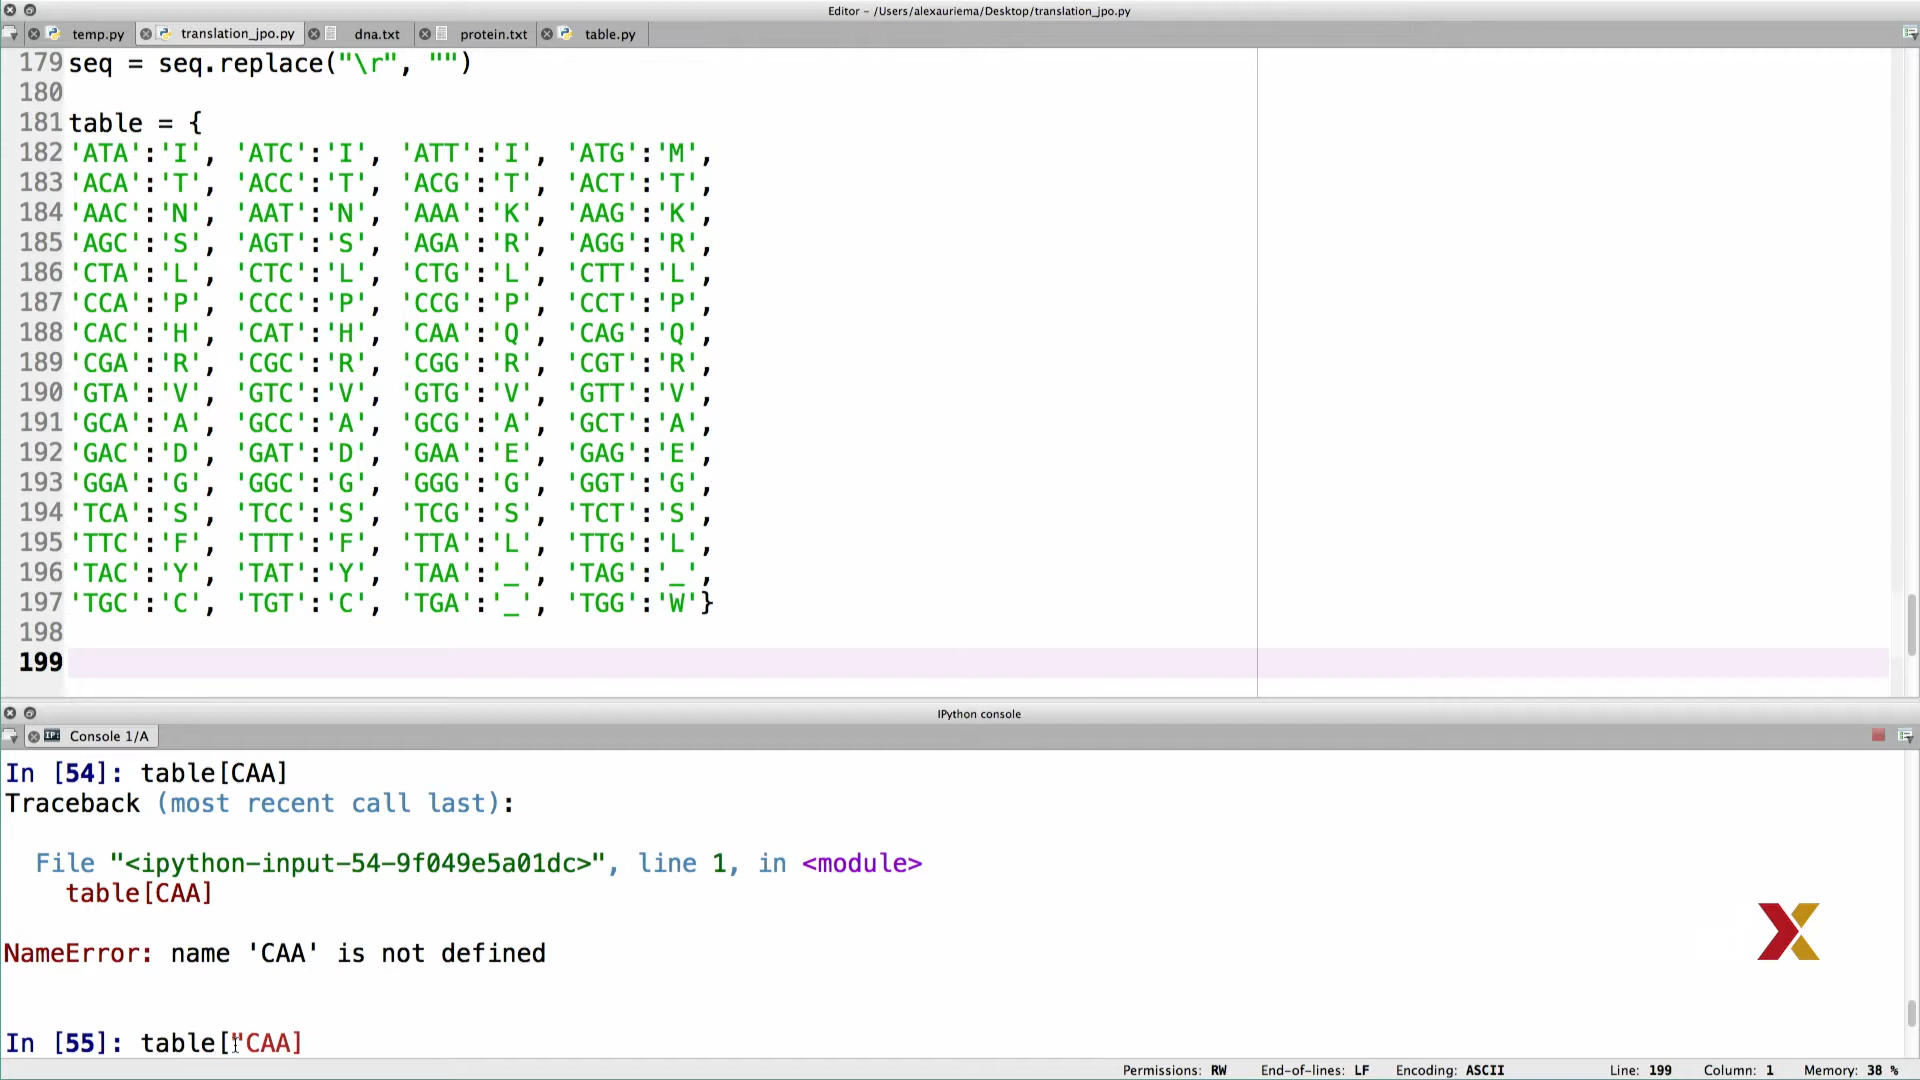 Editor – /Users/alexauriema/Desktop/translation_jpo.py
temp.py translation_jpo.py dna.txt protein.txt table.py
179 seq = seq.replace("\r", "")
180
181 table = {
182 'ATA':'I', 'ATC':'I', 'ATT':'I', 'ATG':'M',
183 'ACA':'T', 'ACC':'T', 'ACG':'T', 'ACT':'T',
184 'AAC':'N', 'AAT':'N', 'AAA':'K', 'AAG':'K',
185 'AGC':'S', 'AGT':'S', 'AGA':'R', 'AGG':'R',
186 'CTA':'L', 'CTC':'L', 'CTG':'L', 'CTT':'L',
187 'CCA':'P', 'CCC':'P', 'CCG':'P', 'CCT':'P',
188 'CAC':'H', 'CAT':'H', 'CAA':'Q', 'CAG':'Q',
189 'CGA':'R', 'CGC':'R', 'CGG':'R', 'CGT':'R',
190 'GTA':'V', 'GTC':'V', 'GTG':'V', 'GTT':'V',
191 'GCA':'A', 'GCC':'A', 'GCG':'A', 'GCT':'A',
192 'GAC':'D', 'GAT':'D', 'GAA':'E', 'GAG':'E',
193 'GGA':'G', 'GGC':'G', 'GGG':'G', 'GGT':'G',
194 'TCA':'S', 'TCC':'S', 'TCG':'S', 'TCT':'S',
195 'TTC':'F', 'TTT':'F', 'TTA':'L', 'TTG':'L',
196 'TAC':'Y', 'TAT':'Y', 'TAA':'_', 'TAG':'_',
197 'TGC':'C', 'TGT':'C', 'TGA':'_', 'TGG':'W'}
198
199
IPython console
IP: Console 1/A
In [54]: table[CAA]
Traceback (most recent call last):
File "<ipython-input-54-9f049e5a01dc>", line 1, in <module>
table[CAA]
NameError: name 'CAA' is not defined
In [55]: table["CAA]
Permissions: RW End-of-lines: LF Encoding: ASCII Line: 199 Column: 1 Memory: 38 %